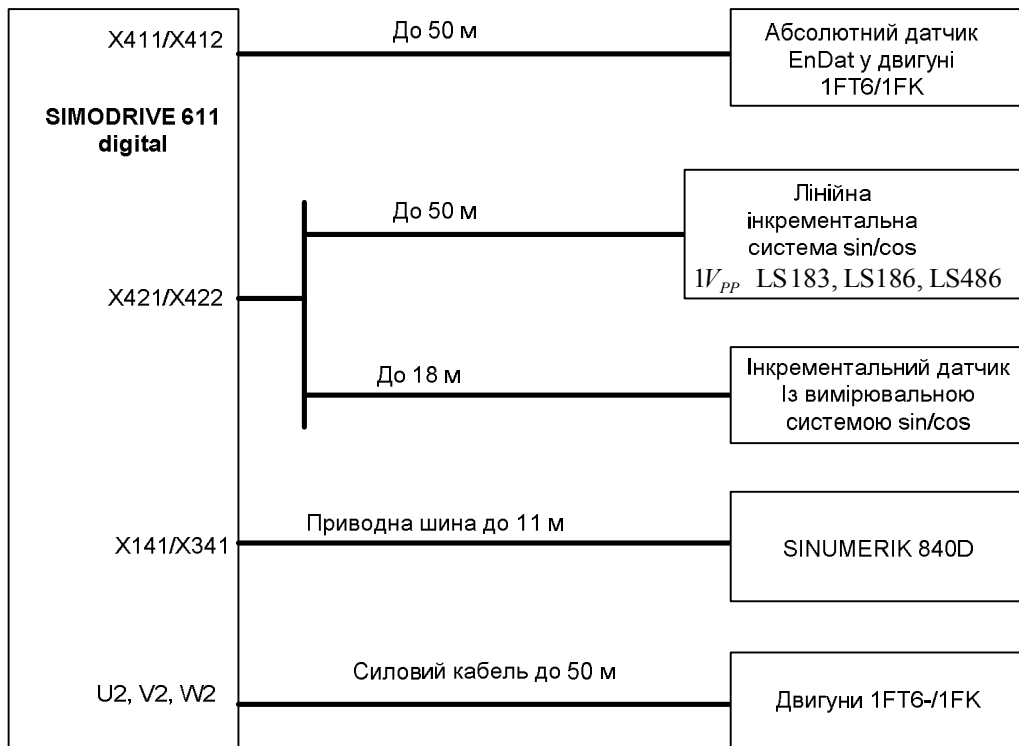 X411/X412
До 50 м
Абсолютний датчик
EnDat у двигуні
1FT6/1FK
SIMODRIVE 611
digital
До 50 м
Лінійна
інкрементальна
система sin/cos
1V_PP LS183, LS186, LS486
X421/X422
До 18 м
Інкрементальний датчик
Із вимірювальною
системою sin/cos
X141/X341
Приводна шина до 11 м
SINUMERIK 840D
U2, V2, W2
Силовий кабель до 50 м
Двигуни 1FT6-/1FK